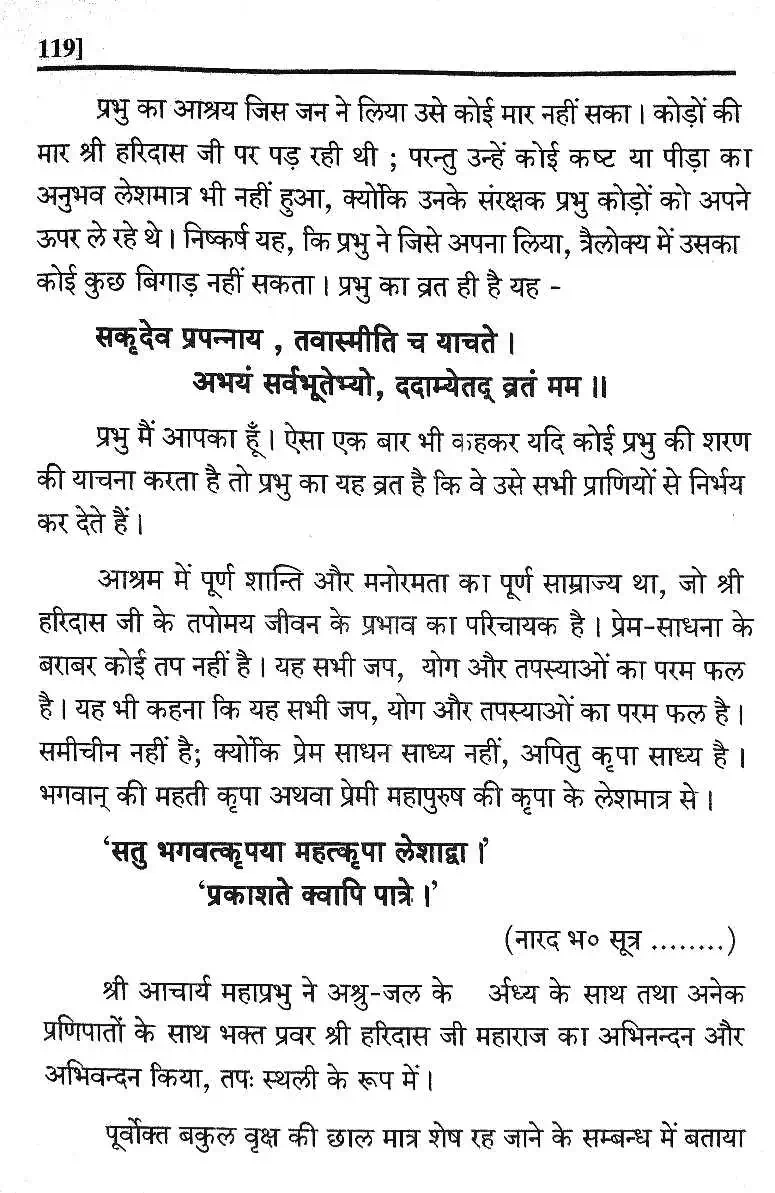 119]
प्रभु का आश्रय जिस जन ने लिया उसे कोई मार नहीं सका । कोड़ों की
मार श्री हरिदास जी पर पड़ रही थी ; परन्तु उन्हें कोई कष्ट या पीड़ा का
अनुभव लेशमात्र भी नहीं हुआ, क्योंकि उनके संरक्षक प्रभु कोड़ों को अपने
ऊपर ले रहे थे । निष्कर्ष यह, कि प्रभु ने जिसे अपना लिया, त्रैलोक्य में उसका
कोई कुछ बिगाड़ नहीं सकता । प्रभु का व्रत ही है यह -
सकृदेव प्रपन्नाय , तवास्मीति च याचते ।
अभयं सर्वभूतेभ्यो, ददाम्येतद् व्रतं मम ॥
प्रभु मैं आपका हूँ । ऐसा एक बार भी कहकर यदि कोई प्रभु की शरण
की याचना करता है तो प्रभु का यह व्रत है कि वे उसे सभी प्राणियों से निर्भय
कर देते हैं ।
आश्रम में पूर्ण शान्ति और मनोरमता का पूर्ण साम्राज्य था, जो श्री
हरिदास जी के तपोमय जीवन के प्रभाव का परिचायक है । प्रेम-साधना के
बराबर कोई तप नहीं है । यह सभी जप, योग और तपस्याओं का परम फल
है । यह भी कहना कि यह सभी जप, योग और तपस्याओं का परम फल है ।
समीचीन नहीं है; क्योंकि प्रेम साधन साध्य नहीं, अपितु कृपा साध्य है ।
भगवान् की महती कृपा अथवा प्रेमी महापुरुष की कृपा के लेशमात्र से ।
‘सतु भगवत्कृपया महत्कृपा लेशाद्वा ।’
‘प्रकाशते क्वापि पात्रे ।’
(नारद भ० सूत्र ........)
श्री आचार्य महाप्रभु ने अश्रु-जल के र्अध्य के साथ तथा अनेक
प्रणिपातों के साथ भक्त प्रवर श्री हरिदास जी महाराज का अभिनन्दन और
अभिवन्दन किया, तपः स्थली के रूप में ।
पूर्वोक्त बकुल वृक्ष की छाल मात्र शेष रह जाने के सम्बन्ध में बताया